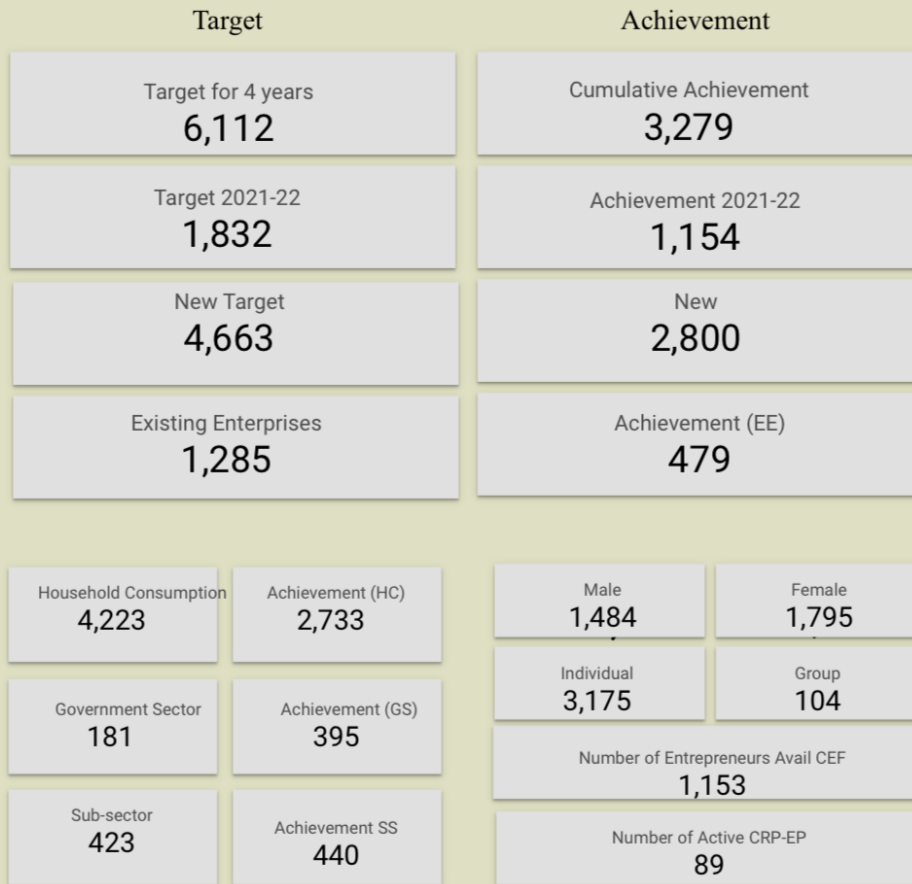 Target
Achievement
Target for 4 years
6,112
Cumulative Achievement
3,279
Target 2021-22
1,832
Achievement 2021-22
1,154
New Target
4,663
New
2,800
Existing Enterprises
1,285
Achievement (EE)
479
Household Consumption
4,223
Achievement (HC)
2,733
Male
1,484
Female
1,795
Government Sector
181
Achievement (GS)
395
Individual
3,175
Group
104
Number of Entrepreneurs Avail CEF
1,153
Sub-sector
423
Achievement SS
440
Number of Active CRP-EP
89